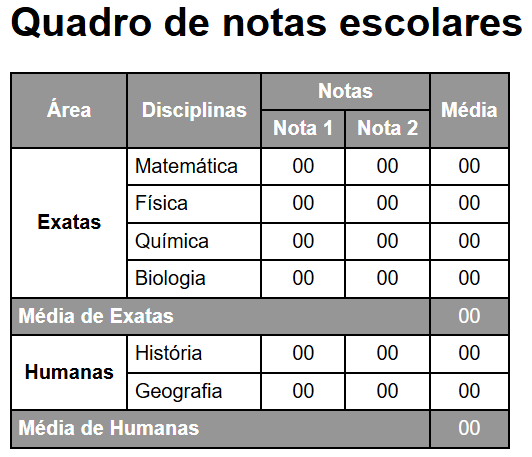 Quadro de notas escolares
Área Disciplinas Notas Média
Nota 1 Nota 2
Exatas Matemática 00 00 00
Física 00 00 00
Química 00 00 00
Biologia 00 00 00
Média de Exatas 00
Humanas História 00 00 00
Geografia 00 00 00
Média de Humanas 00